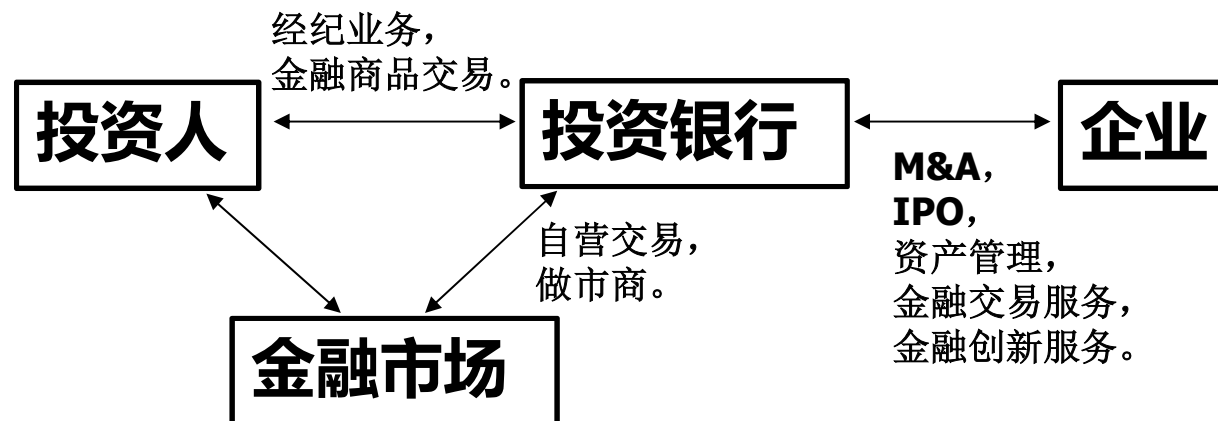 经纪业务，
金融商品交易。
投资人
投资银行
企业
M&A，
IPO，
资产管理，
金融交易服务，
金融创新服务。
自营交易，
做市商。
金融市场